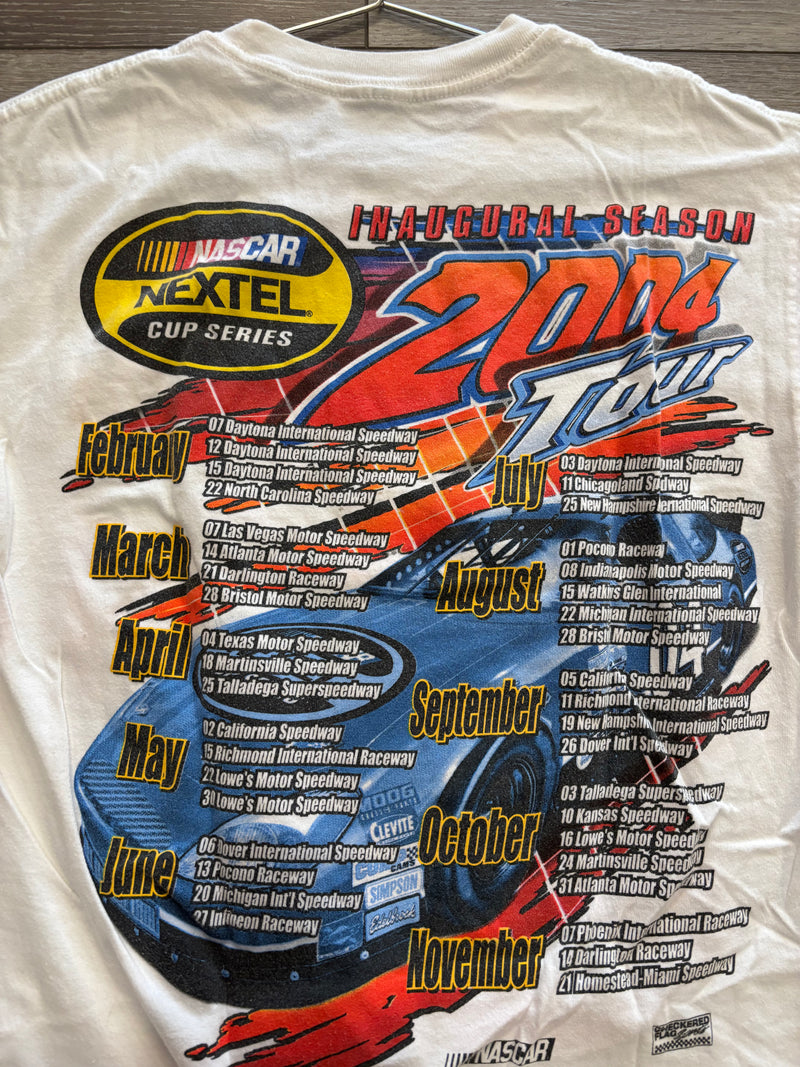 INAUGURAL SEASON
NASCAR
NEXTEL®
CUP SERIES
2004
Tour
February
07 Daytona International Speedway
12 Daytona International Speedway
15 Daytona International Speedway
22 North Carolina Speedway
March
07 Las Vegas Motor Speedway
14 Atlanta Motor Speedway
21 Darlington Raceway
28 Bristol Motor Speedway
April
04 Texas Motor Speedway
18 Martinsville Speedway
25 Talladega Superspeedway
May
02 California Speedway
15 Richmond International Raceway
22 Lowe's Motor Speedway
30 Lowe's Motor Speedway
June
06 Dover International Speedway
13 Pocono Raceway
20 Michigan Int'l Speedway
27 Infineon Raceway
July
03 Daytona International Speedway
11 Chicagoland Speedway
25 New Hampshire International Speedway
August
01 Pocono Raceway
08 Indianapolis Motor Speedway
15 Watkins Glen International
22 Michigan International Speedway
28 Bristol Motor Speedway
September
05 California Speedway
11 Richmond International Raceway
19 New Hampshire International Speedway
26 Dover Int'l Speedway
October
03 Talladega Superspeedway
10 Kansas Speedway
16 Lowe's Motor Speedway
24 Martinsville Speedway
31 Atlanta Motor Speedway
November
07 Phoenix International Raceway
14 Darlington Raceway
21 Homestead-Miami Speedway
MOOG
CLEVITE
CAMS
SIMPSON
Edelbrock
NASCAR
CHECKERED
FLAG